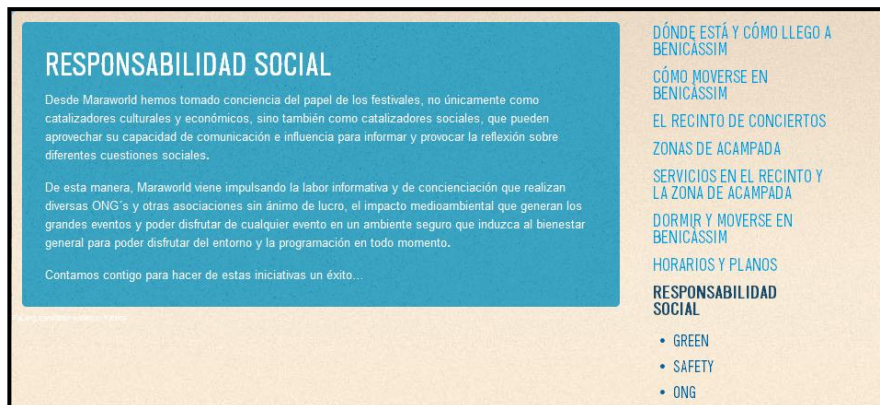 RESPONSABILIDAD SOCIAL
Desde Maraworld hemos tomado conciencia del papel de los festivales, no únicamente como
catalizadores culturales y económicos, sino también como catalizadores sociales, que pueden
aprovechar su capacidad de comunicación e influencia para informar y provocar la reflexión sobre
diferentes cuestiones sociales.
De esta manera, Maraworld viene impulsando la labor informativa y de concienciación que realizan
diversas ONG´s y otras asociaciones sin ánimo de lucro, el impacto medioambiental que generan los
grandes eventos y poder disfrutar de cualquier evento en un ambiente seguro que induzca al bienestar
general para poder disfrutar del entorno y la programación en todo momento.
Contamos contigo para hacer de estas iniciativas un éxito...
DÓNDE ESTÁ Y CÓMO LLEGO A
BENICÀSSIM
CÓMO MOVERSE EN
BENICÀSSIM
EL RECINTO DE CONCIERTOS
ZONAS DE ACAMPADA
SERVICIOS EN EL RECINTO Y
LA ZONA DE ACAMPADA
DORMIR Y MOVERSE EN
BENICÀSSIM
HORARIOS Y PLANOS
RESPONSABILIDAD
SOCIAL
• GREEN
• SAFETY
• ONG